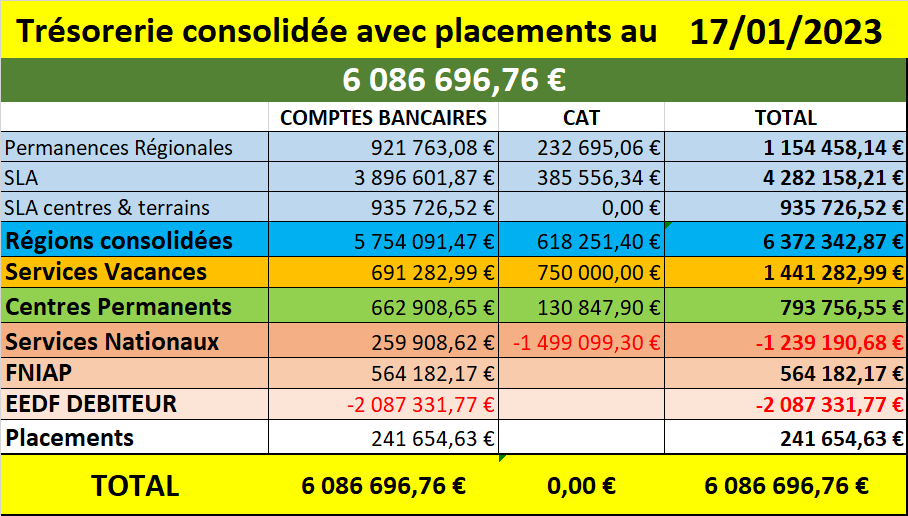 Trésorerie consolidée avec placements au 17/01/2023
6 086 696,76 €
COMPTES BANCAIRES CAT TOTAL
Permanences Régionales 921 763,08 € 232 695,06 € 1 154 458,14 €
SLA 3 896 601,87 € 385 556,34 € 4 282 158,21 €
SLA centres & terrains 935 726,52 € 0,00 € 935 726,52 €
Régions consolidées 5 754 091,47 € 618 251,40 € 6 372 342,87 €
Services Vacances 691 282,99 € 750 000,00 € 1 441 282,99 €
Centres Permanents 662 908,65 € 130 847,90 € 793 756,55 €
Services Nationaux 259 908,62 € -1 499 099,30 € -1 239 190,68 €
FNIAP 564 182,17 € 564 182,17 €
EEDF DEBITEUR -2 087 331,77 € -2 087 331,77 €
Placements 241 654,63 € 241 654,63 €
TOTAL 6 086 696,76 € 0,00 € 6 086 696,76 €